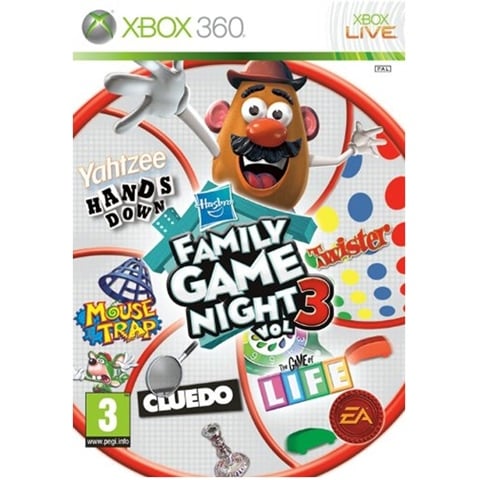 XBOX 360
XBOX
LIVE
PAL
Yahtzee
HANDS
DOWN
Hasbro
FAMILY
GAME
NIGHT
VOL 3
Twister
MOUSE
TRAP
CLUEDO
THE GAME of
LIFE
3
www.pegi.info
EA